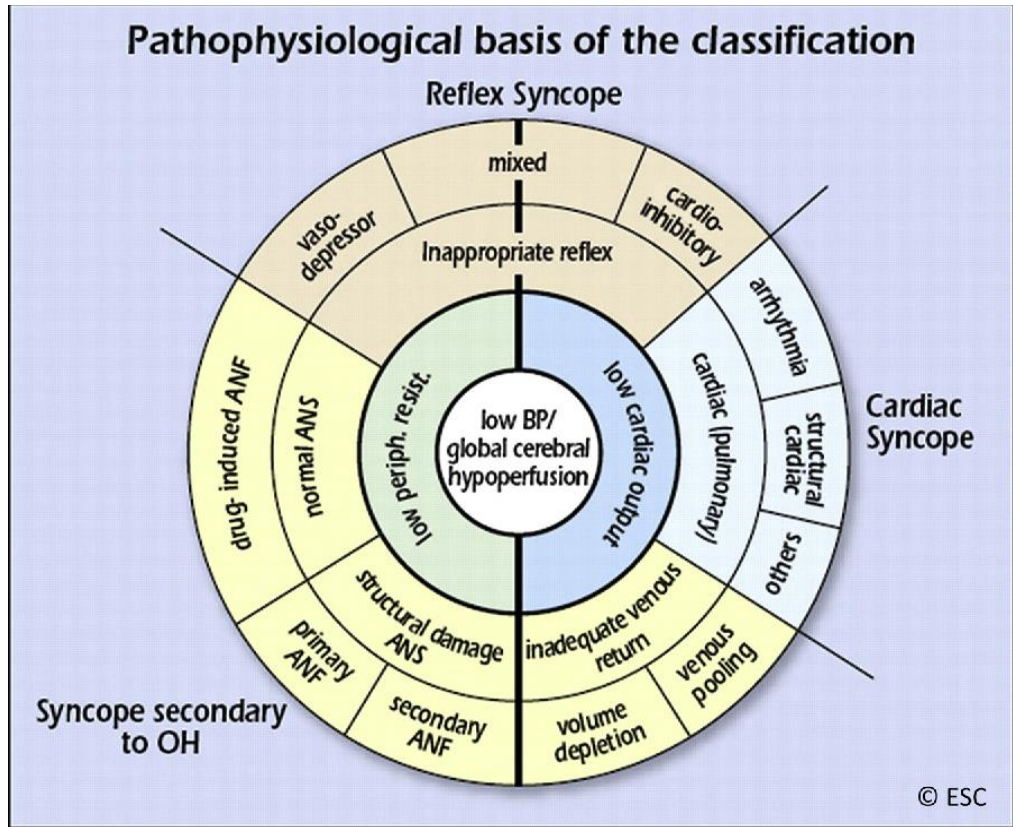 Pathophysiological basis of the classification
Reflex Syncope
mixed
vaso-
depressor
cardio-
inhibitory
Inappropriate reflex
arrhythmia
structural
cardiac
others
cardiac (pulmonary)
Cardiac
Syncope
drug- induced ANF
normal ANS
low periph. resist.
low BP/
global cerebral
hypoperfusion
low cardiac output
structural damage
ANS
inadequate venous
return
primary
ANF
secondary
ANF
volume
depletion
venous
pooling
Syncope secondary
to OH
© ESC